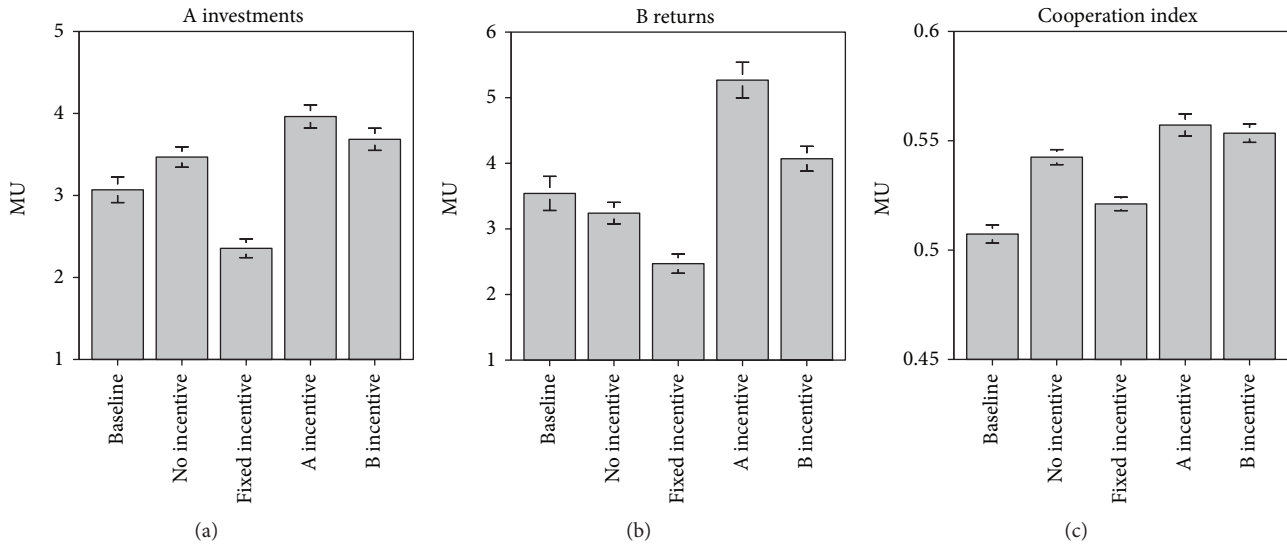 A investments
5
4
3
2
1
MU
Baseline
No incentive
Fixed incentive
A incentive
B incentive
(a)
B returns
6
5
4
3
2
1
MU
Baseline
No incentive
Fixed incentive
A incentive
B incentive
(b)
Cooperation index
0.6
0.55
0.5
0.45
MU
Baseline
No incentive
Fixed incentive
A incentive
B incentive
(c)